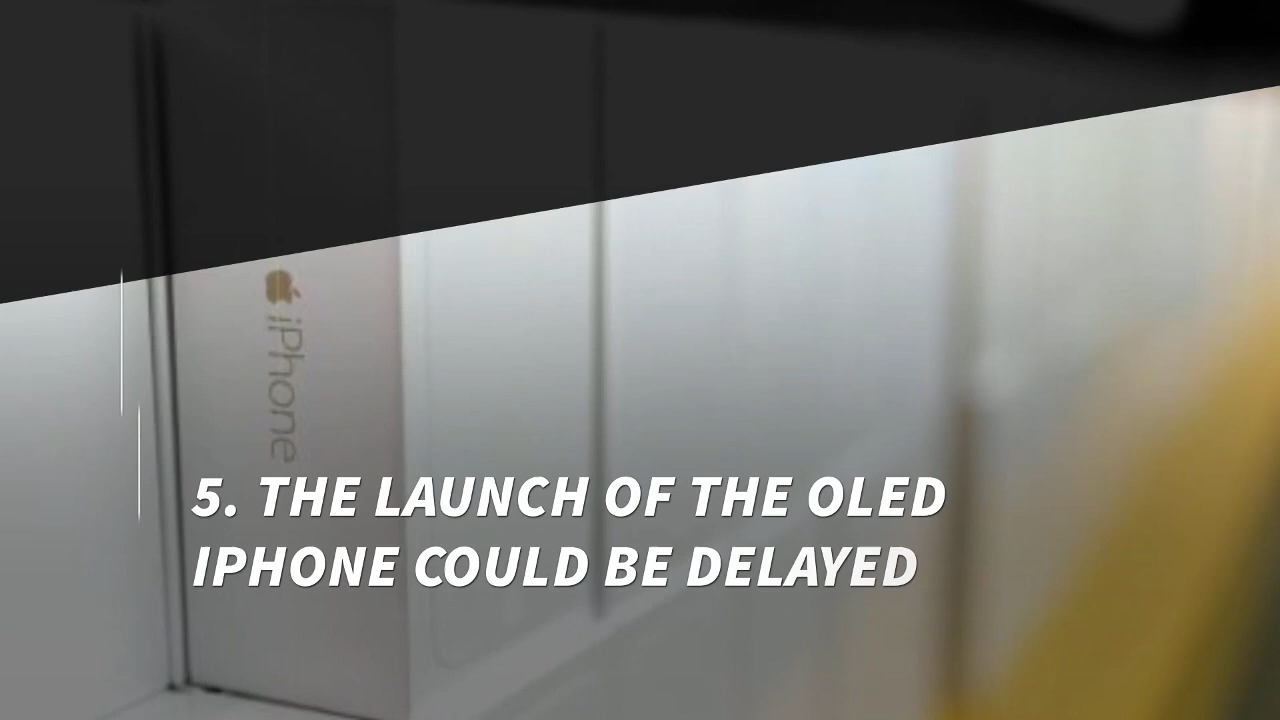 iPhone
5. THE LAUNCH OF THE OLED
IPHONE COULD BE DELAYED